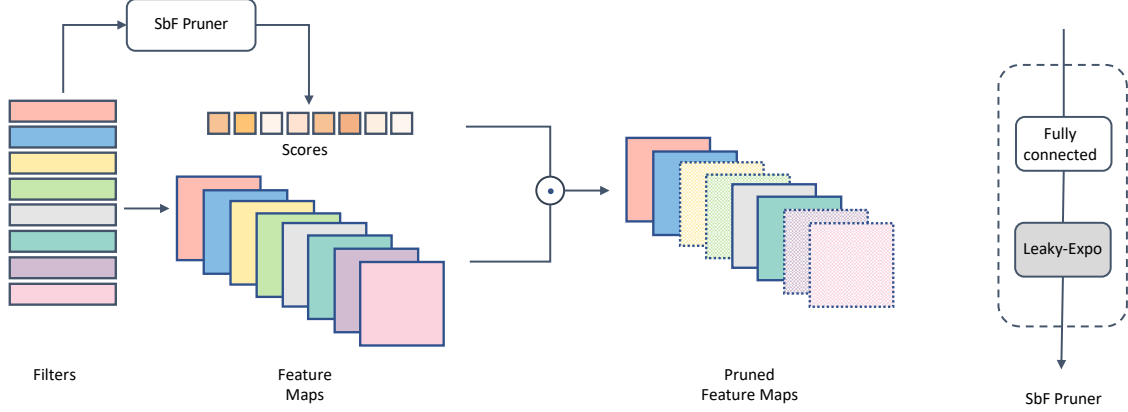 SbF Pruner
Scores
Filters
Feature
Maps
Pruned
Feature Maps
Fully
connected
Leaky-Expo
SbF Pruner